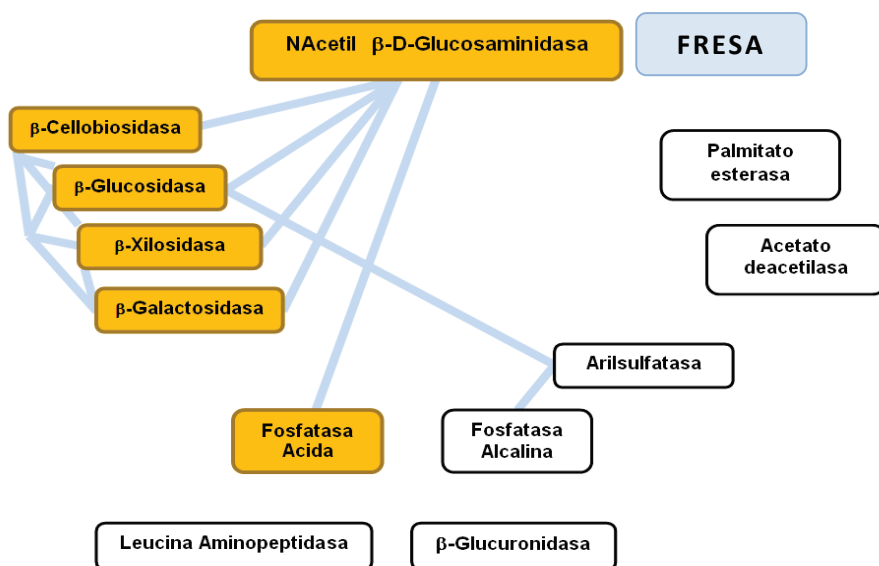 NAcetil β-D-Glucosaminidasa
FRESA
β-Cellobiosidasa
Palmitato
esterasa
β-Glucosidasa
β-Xilosidasa
Acetato
deacetilasa
β-Galactosidasa
Arilsulfatasa
Fosfatasa
Acida
Fosfatasa
Alcalina
Leucina Aminopeptidasa
β-Glucuronidasa